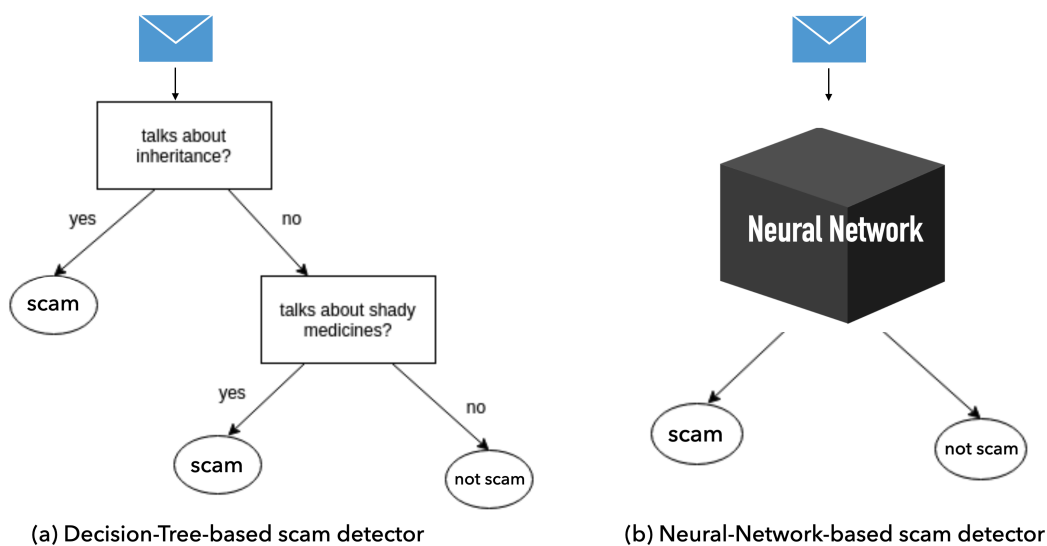 talks about
inheritance?
yes
no
scam
talks about shady
medicines?
yes
no
scam
not scam
(a) Decision-Tree-based scam detector
Neural Network
scam
not scam
(b) Neural-Network-based scam detector